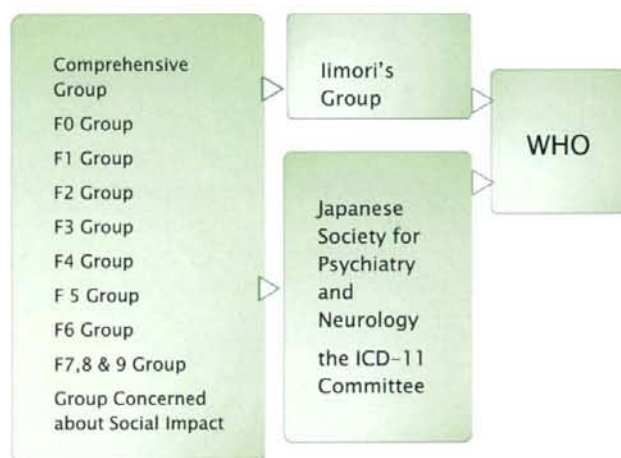 Comprehensive
Group
F0 Group
F1 Group
F2 Group
F3 Group
F4 Group
F 5 Group
F6 Group
F7,8 & 9 Group
Group Concerned
about Social Impact
Iimori's
Group
Japanese
Society for
Psychiatry
and
Neurology
the ICD-11
Committee
WHO